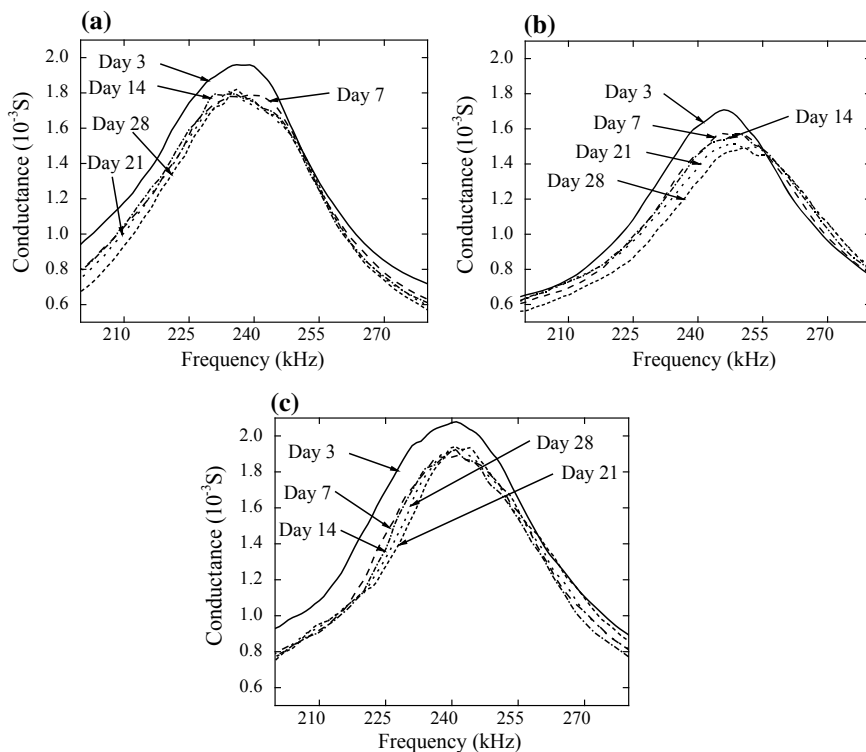 (a)
2.0
1.8
1.6
1.4
1.2
1.0
0.8
0.6
Conductance (10⁻³S)
Day 3
Day 14
Day 7
Day 28
Day 21
210
225
240
255
270
Frequency (kHz)
(b)
2.0
1.8
1.6
1.4
1.2
1.0
0.8
0.6
Conductance (10⁻³S)
Day 3
Day 7
Day 14
Day 21
Day 28
210
225
240
255
270
Frequency (kHz)
(c)
2.0
1.8
1.6
1.4
1.2
1.0
0.8
0.6
Conductance (10⁻³S)
Day 3
Day 28
Day 7
Day 21
Day 14
210
225
240
255
270
Frequency (kHz)